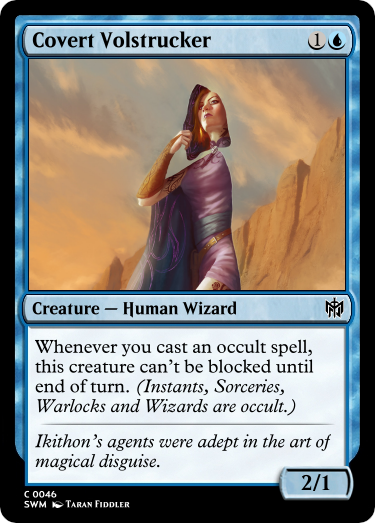 Covert Volstrucker 1
Creature — Human Wizard
Whenever you cast an occult spell,
this creature can't be blocked until
end of turn. (Instants, Sorceries,
Warlocks and Wizards are occult.)
Ikithon's agents were adept in the art of
magical disguise.
2/1
C 0046
SWM TARAN FIDDLER